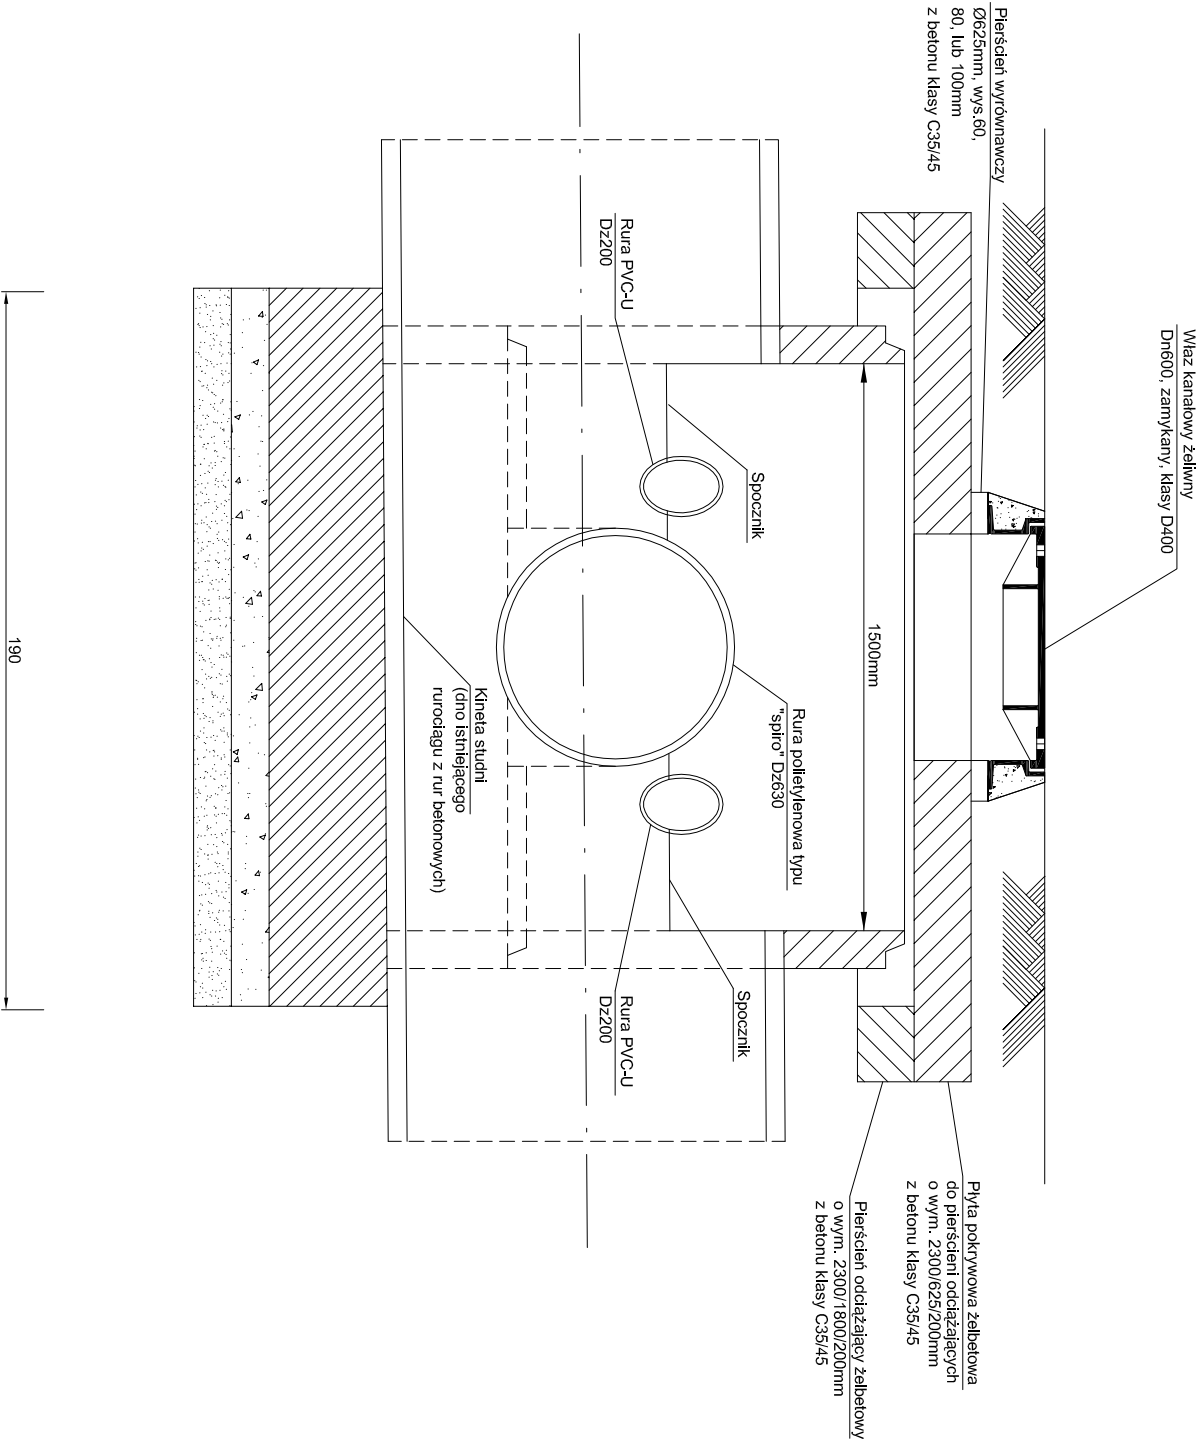 Właz kanałowy żeliwny
Dn600, zamykany, klasy D400
Pierścień wyrównawczy
Ø625mm, wys.60,
80, lub 100mm
z betonu klasy C35/45
Płyta pokrywowa żelbetowa
do pierścieni odciążających
o wym. 2300/625/200mm
z betonu klasy C35/45
Pierścień odciążający żelbetowy
o wym. 2300/1800/200mm
z betonu klasy C35/45
1500mm
Rura polietylenowa typu
"spiro" Dz630
Spocznik
Spocznik
Rura PVC-U
Dz200
Rura PVC-U
Dz200
Kineta studni
(dno istniejącego
rurociągu z rur betonowych)
190